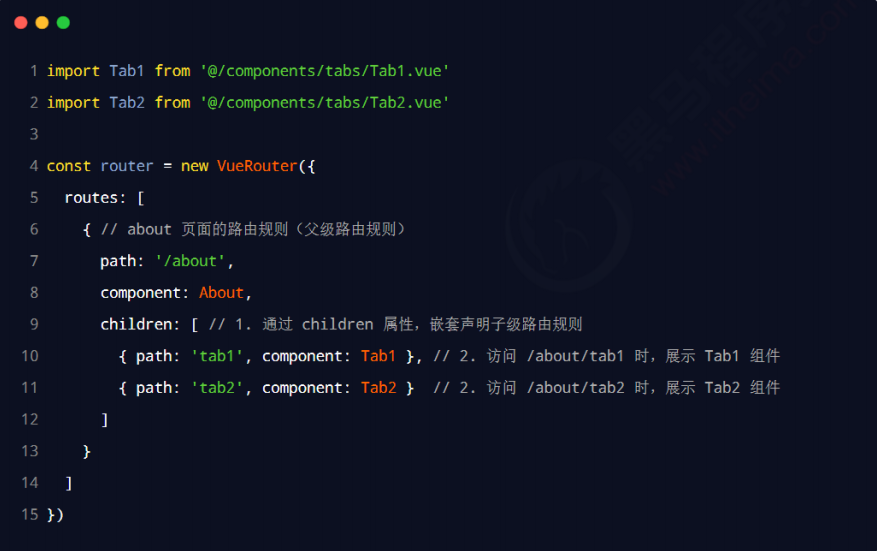 1 import Tab1 from '@/components/tabs/Tab1.vue'
2 import Tab2 from '@/components/tabs/Tab2.vue'
3
4 const router = new VueRouter({
5   routes: [
6     { // about 页面的路由规则（父级路由规则）
7       path: '/about',
8       component: About,
9       children: [ // 1. 通过 children 属性，嵌套声明子级路由规则
10         { path: 'tab1', component: Tab1 }, // 2. 访问 /about/tab1 时，展示 Tab1 组件
11         { path: 'tab2', component: Tab2 }  // 2. 访问 /about/tab2 时，展示 Tab2 组件
12       ]
13     }
14   ]
15 })